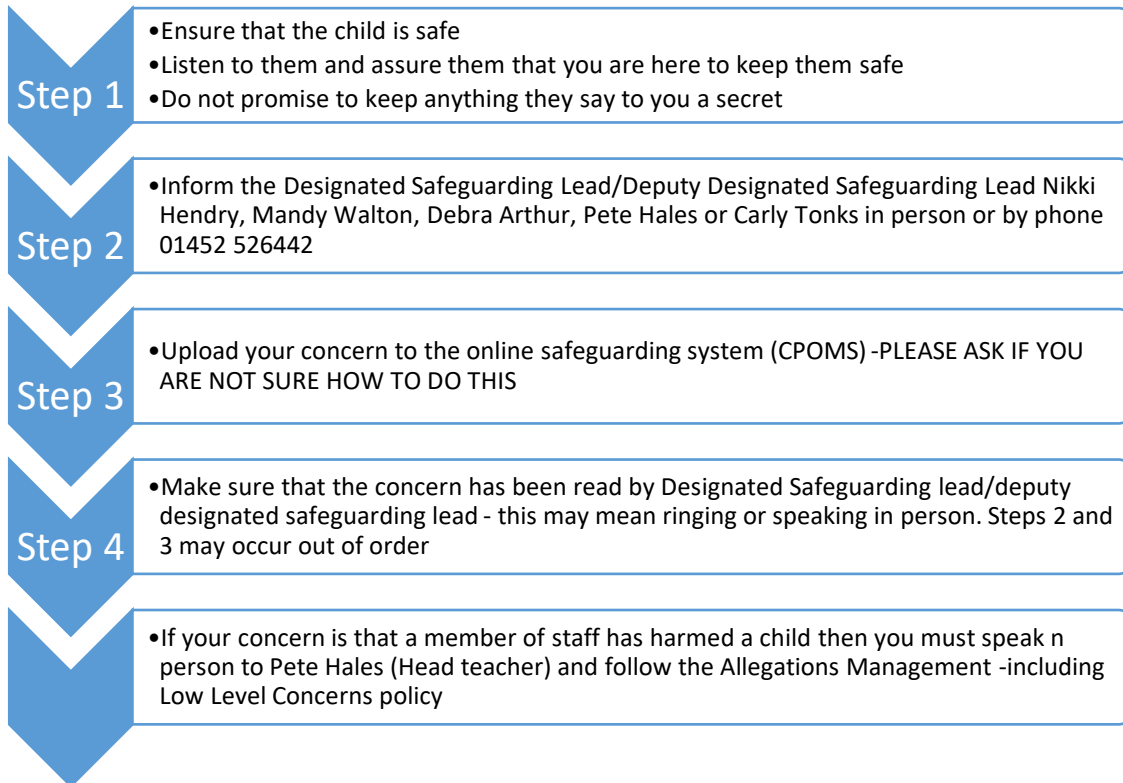 Step 1
•Ensure that the child is safe
•Listen to them and assure them that you are here to keep them safe
•Do not promise to keep anything they say to you a secret
Step 2
•Inform the Designated Safeguarding Lead/Deputy Designated Safeguarding Lead Nikki
Hendry, Mandy Walton, Debra Arthur, Pete Hales or Carly Tonks in person or by phone
01452 526442
Step 3
•Upload your concern to the online safeguarding system (CPOMS) -PLEASE ASK IF YOU
ARE NOT SURE HOW TO DO THIS
Step 4
•Make sure that the concern has been read by Designated Safeguarding lead/deputy
designated safeguarding lead - this may mean ringing or speaking in person. Steps 2 and
3 may occur out of order
•If your concern is that a member of staff has harmed a child then you must speak n
person to Pete Hales (Head teacher) and follow the Allegations Management -including
Low Level Concerns policy